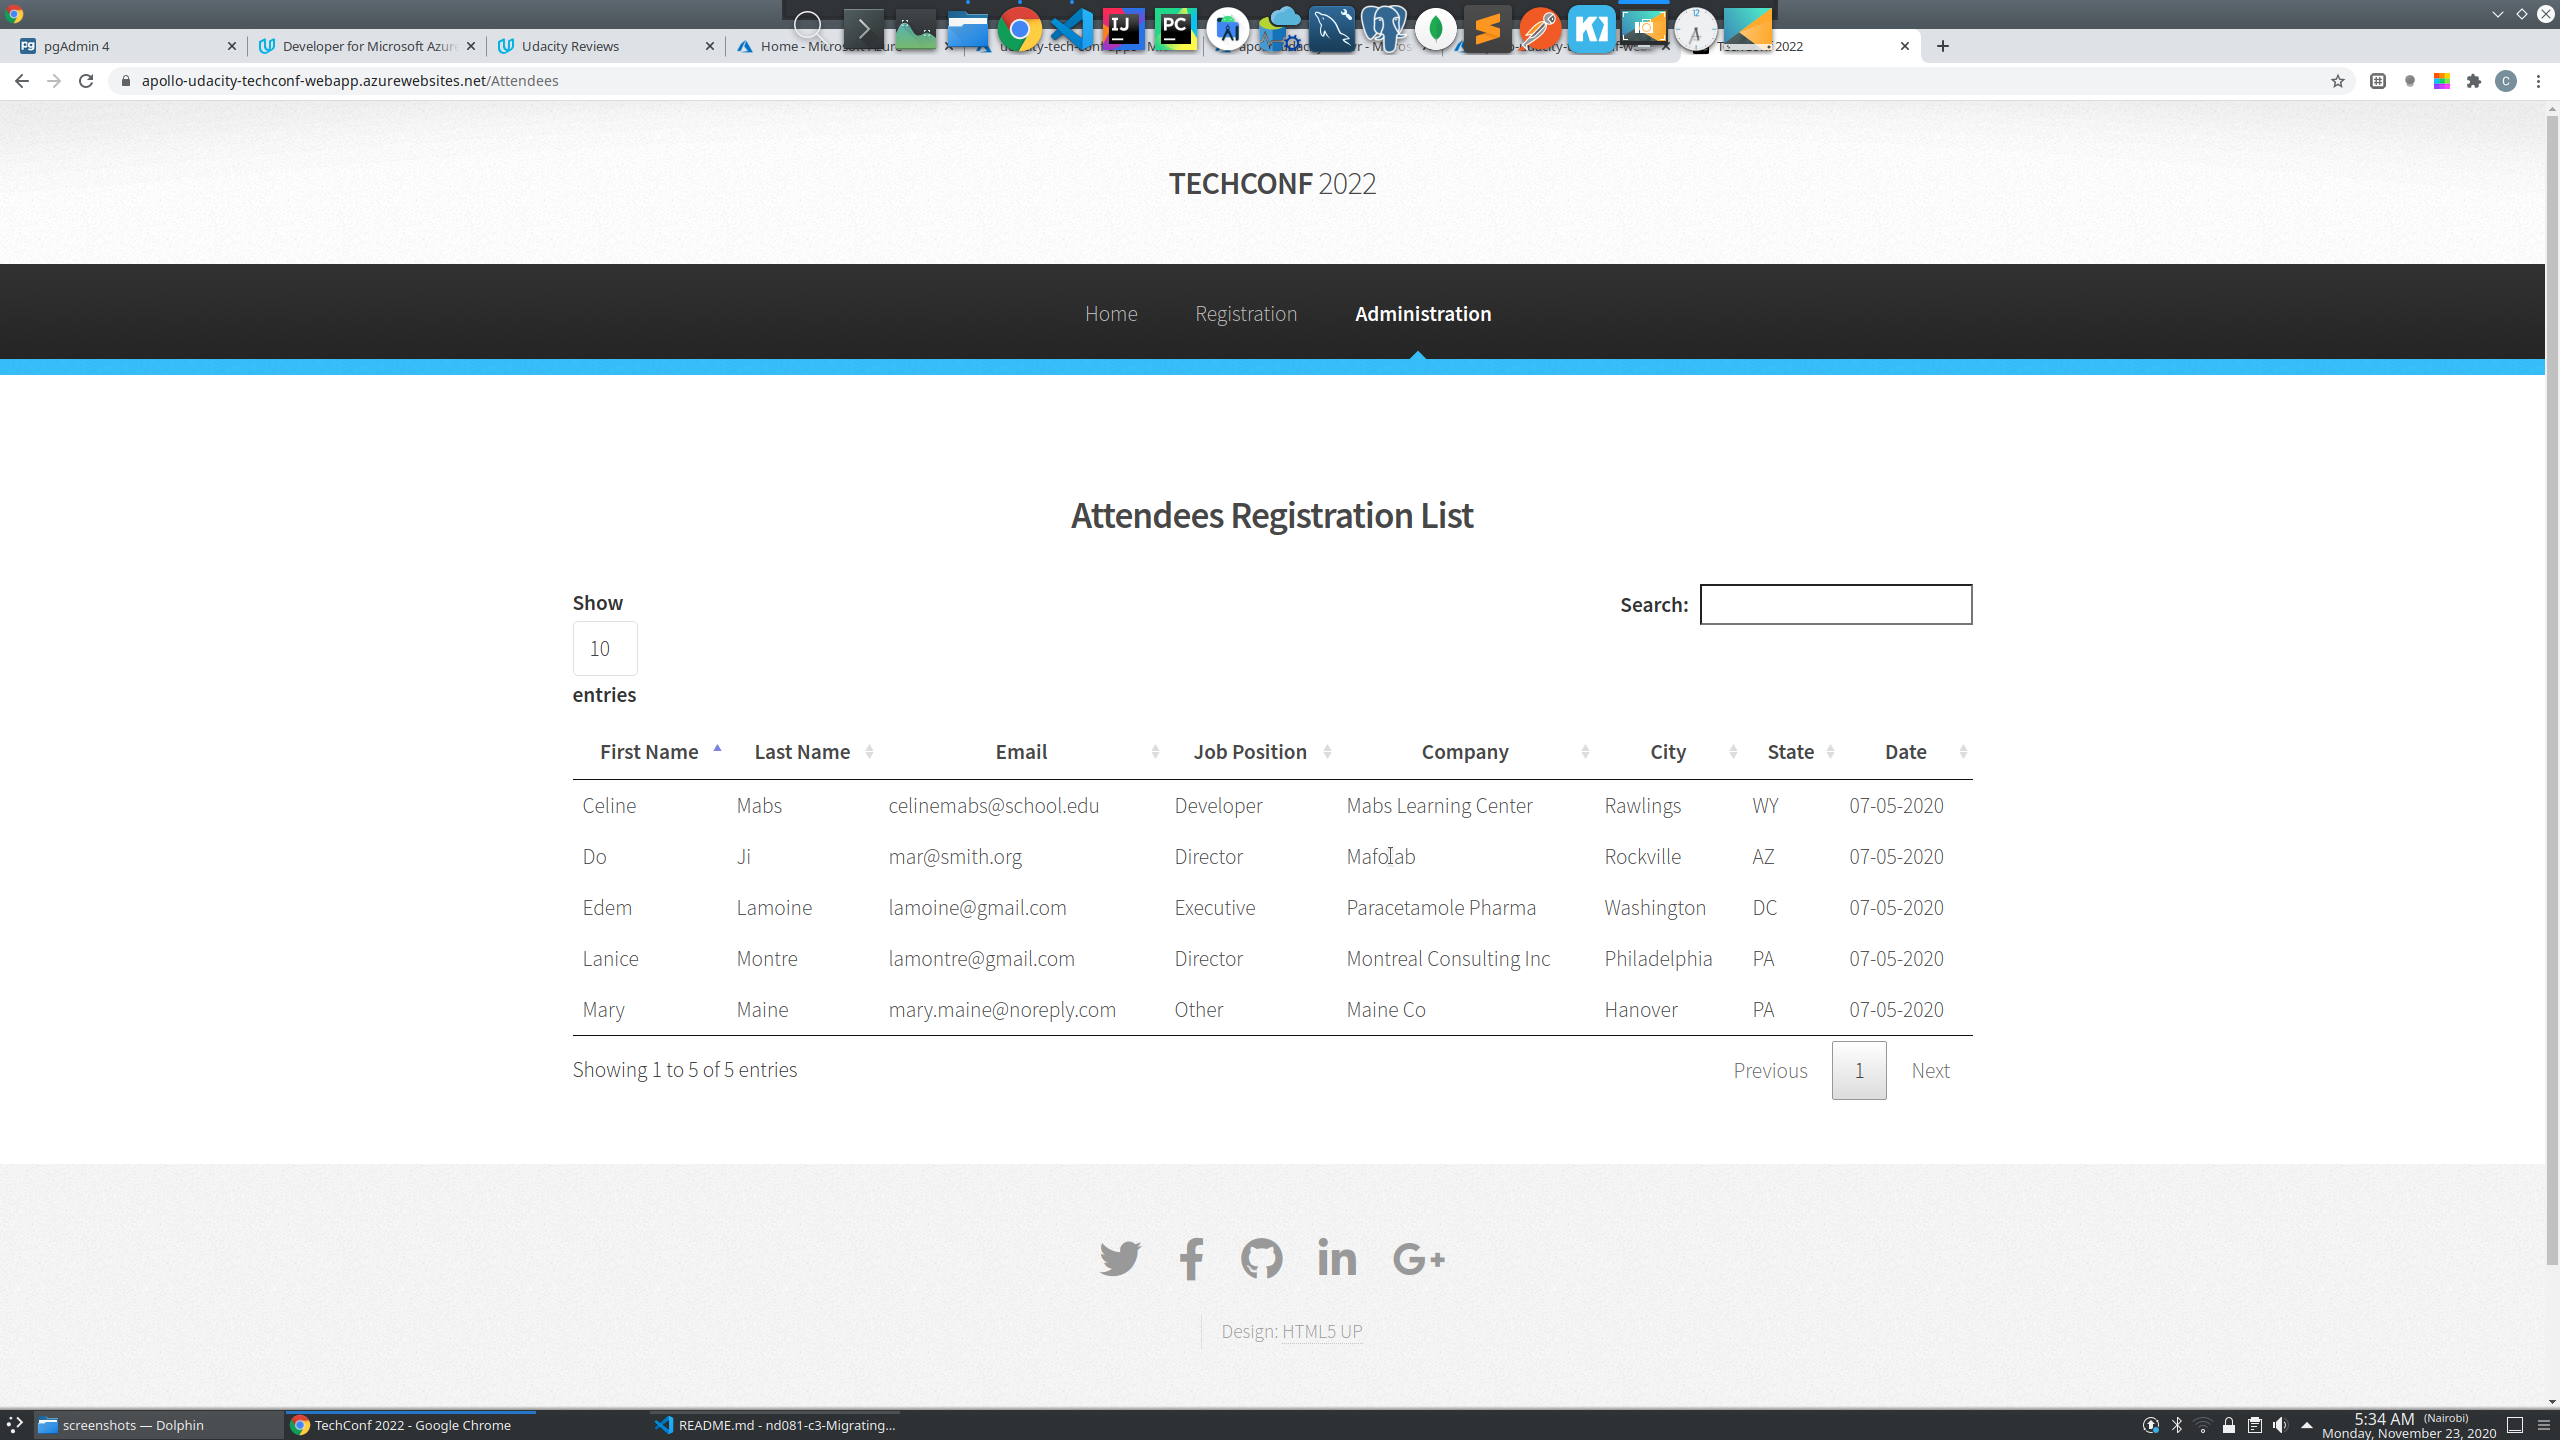 pgAdmin 4
Developer for Microsoft Azure
Udacity Reviews
Home - Microsoft Azure
TechConf 2022
apollo-udacity-techconf-webapp.azurewebsites.net/Attendees
TECHCONF 2022
Home Registration Administration
Attendees Registration List
Show
10
entries
Search:
First Name Last Name Email Job Position Company City State Date
Celine Mabs celinemabs@school.edu Developer Mabs Learning Center Rawlings WY 07-05-2020
Do Ji mar@smith.org Director Mafolab Rockville AZ 07-05-2020
Edem Lamoine lamoine@gmail.com Executive Paracetamole Pharma Washington DC 07-05-2020
Lanice Montre lamontre@gmail.com Director Montreal Consulting Inc Philadelphia PA 07-05-2020
Mary Maine mary.maine@noreply.com Other Maine Co Hanover PA 07-05-2020
Showing 1 to 5 of 5 entries
Previous 1 Next
Design: HTML5 UP
screenshots — Dolphin
TechConf 2022 - Google Chrome
README.md - nd081-c3-Migrating...
5:34 AM (Nairobi)
Monday, November 23, 2020